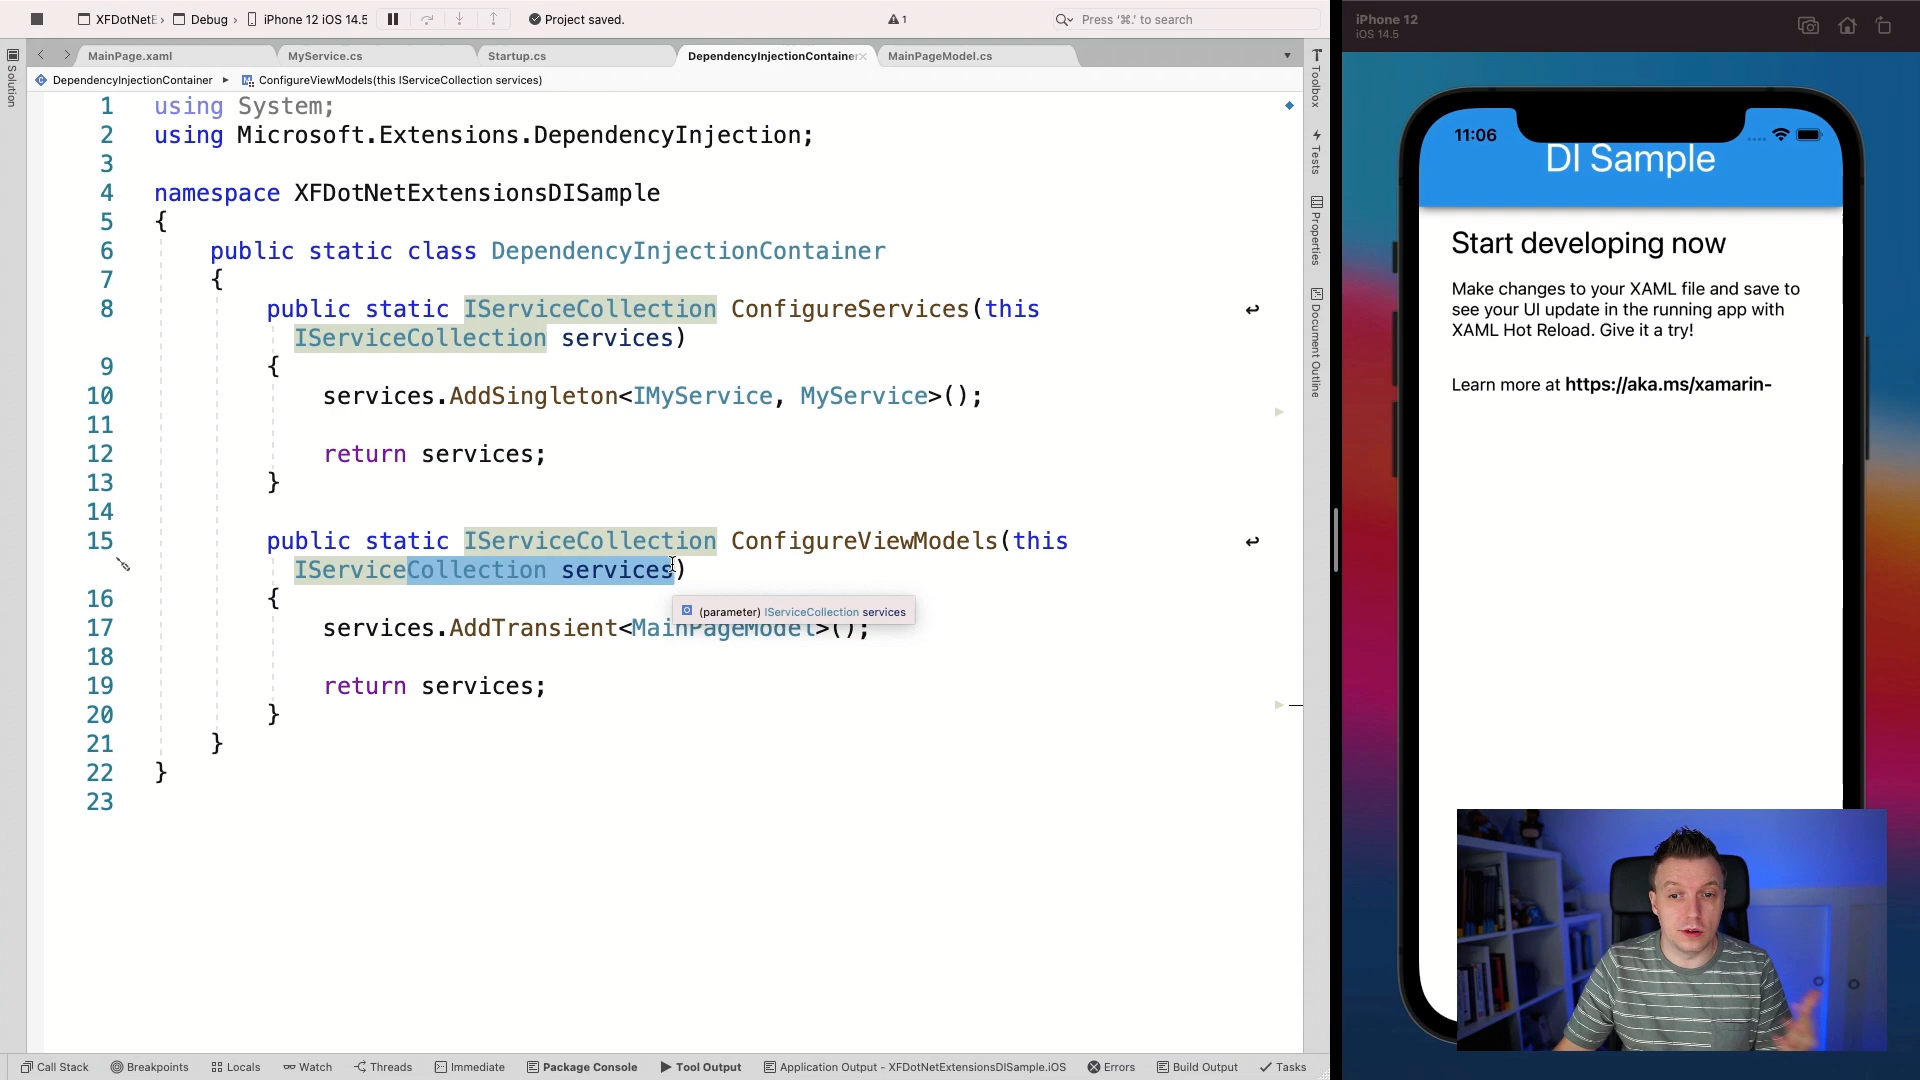 XFDotNetE
Debug
iPhone 12 iOS 14.5
Project saved.
1
Press '⌘.' to search
iPhone 12
iOS 14.5
MainPage.xaml
MyService.cs
Startup.cs
DependencyInjectionContainer
MainPageModel.cs
DependencyInjectionContainer
ConfigureViewModels(this IServiceCollection services)
Solution
Toolbox
Tests
Properties
Document Outline
1 using System;
2 using Microsoft.Extensions.DependencyInjection;
3
4 namespace XFDotNetExtensionsDISample
5 {
6 public static class DependencyInjectionContainer
7 {
8 public static IServiceCollection ConfigureServices(this
IServiceCollection services)
9 {
10 services.AddSingleton<IMyService, MyService>();
11
12 return services;
13 }
14
15 public static IServiceCollection ConfigureViewModels(this
IServiceCollection services)
16 {
(parameter) IServiceCollection services
17 services.AddTransient<MainPageModel>();
18
19 return services;
20 }
21 }
22 }
23
11:06
DI Sample
Start developing now
Make changes to your XAML file and save to
see your UI update in the running app with
XAML Hot Reload. Give it a try!
Learn more at https://aka.ms/xamarin-
Call Stack
Breakpoints
Locals
Watch
Threads
Immediate
Package Console
Tool Output
Application Output - XFDotNetExtensionsDISample.iOS
Errors
Build Output
Tasks